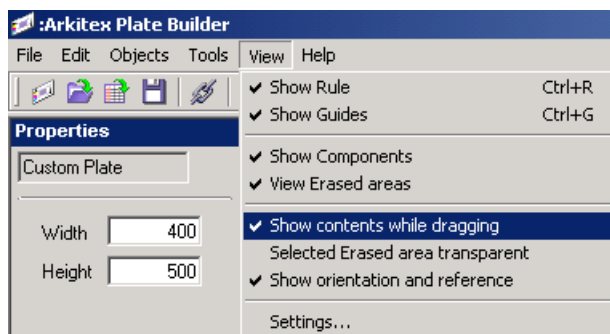 :Arkitex Plate Builder
File Edit Objects Tools View Help
Show Rule Ctrl+R
Show Guides Ctrl+G
Properties
Custom Plate
Show Components
View Erased areas
Width 400
Show contents while dragging
Selected Erased area transparent
Height 500
Show orientation and reference
Settings...